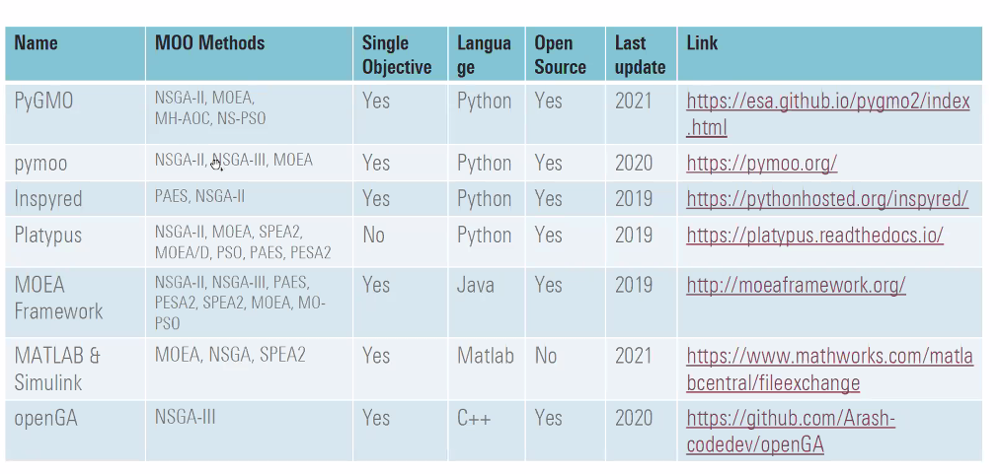 Name MOO Methods Single Objective Langua ge Open Source Last update Link
PyGMO NSGA-II, MOEA, MH-AOC, NS-PSO Yes Python Yes 2021 https://esa.github.io/pygmo2/index.html
pymoo NSGA-II, NSGA-III, MOEA Yes Python Yes 2020 https://pymoo.org/
Inspyred PAES, NSGA-II Yes Python Yes 2019 https://pythonhosted.org/inspyred/
Platypus NSGA-II, MOEA, SPEA2, MOEA/D, PSO, PAES, PESA2 No Python Yes 2019 https://platypus.readthedocs.io/
MOEA Framework NSGA-II, NSGA-III, PAES, PESA2, SPEA2, MOEA, MO-PSO Yes Java Yes 2019 http://moeaframework.org/
MATLAB & Simulink MOEA, NSGA, SPEA2 Yes Matlab No 2021 https://www.mathworks.com/matlabcentral/fileexchange
openGA NSGA-III Yes C++ Yes 2020 https://github.com/Arash-codedev/openGA